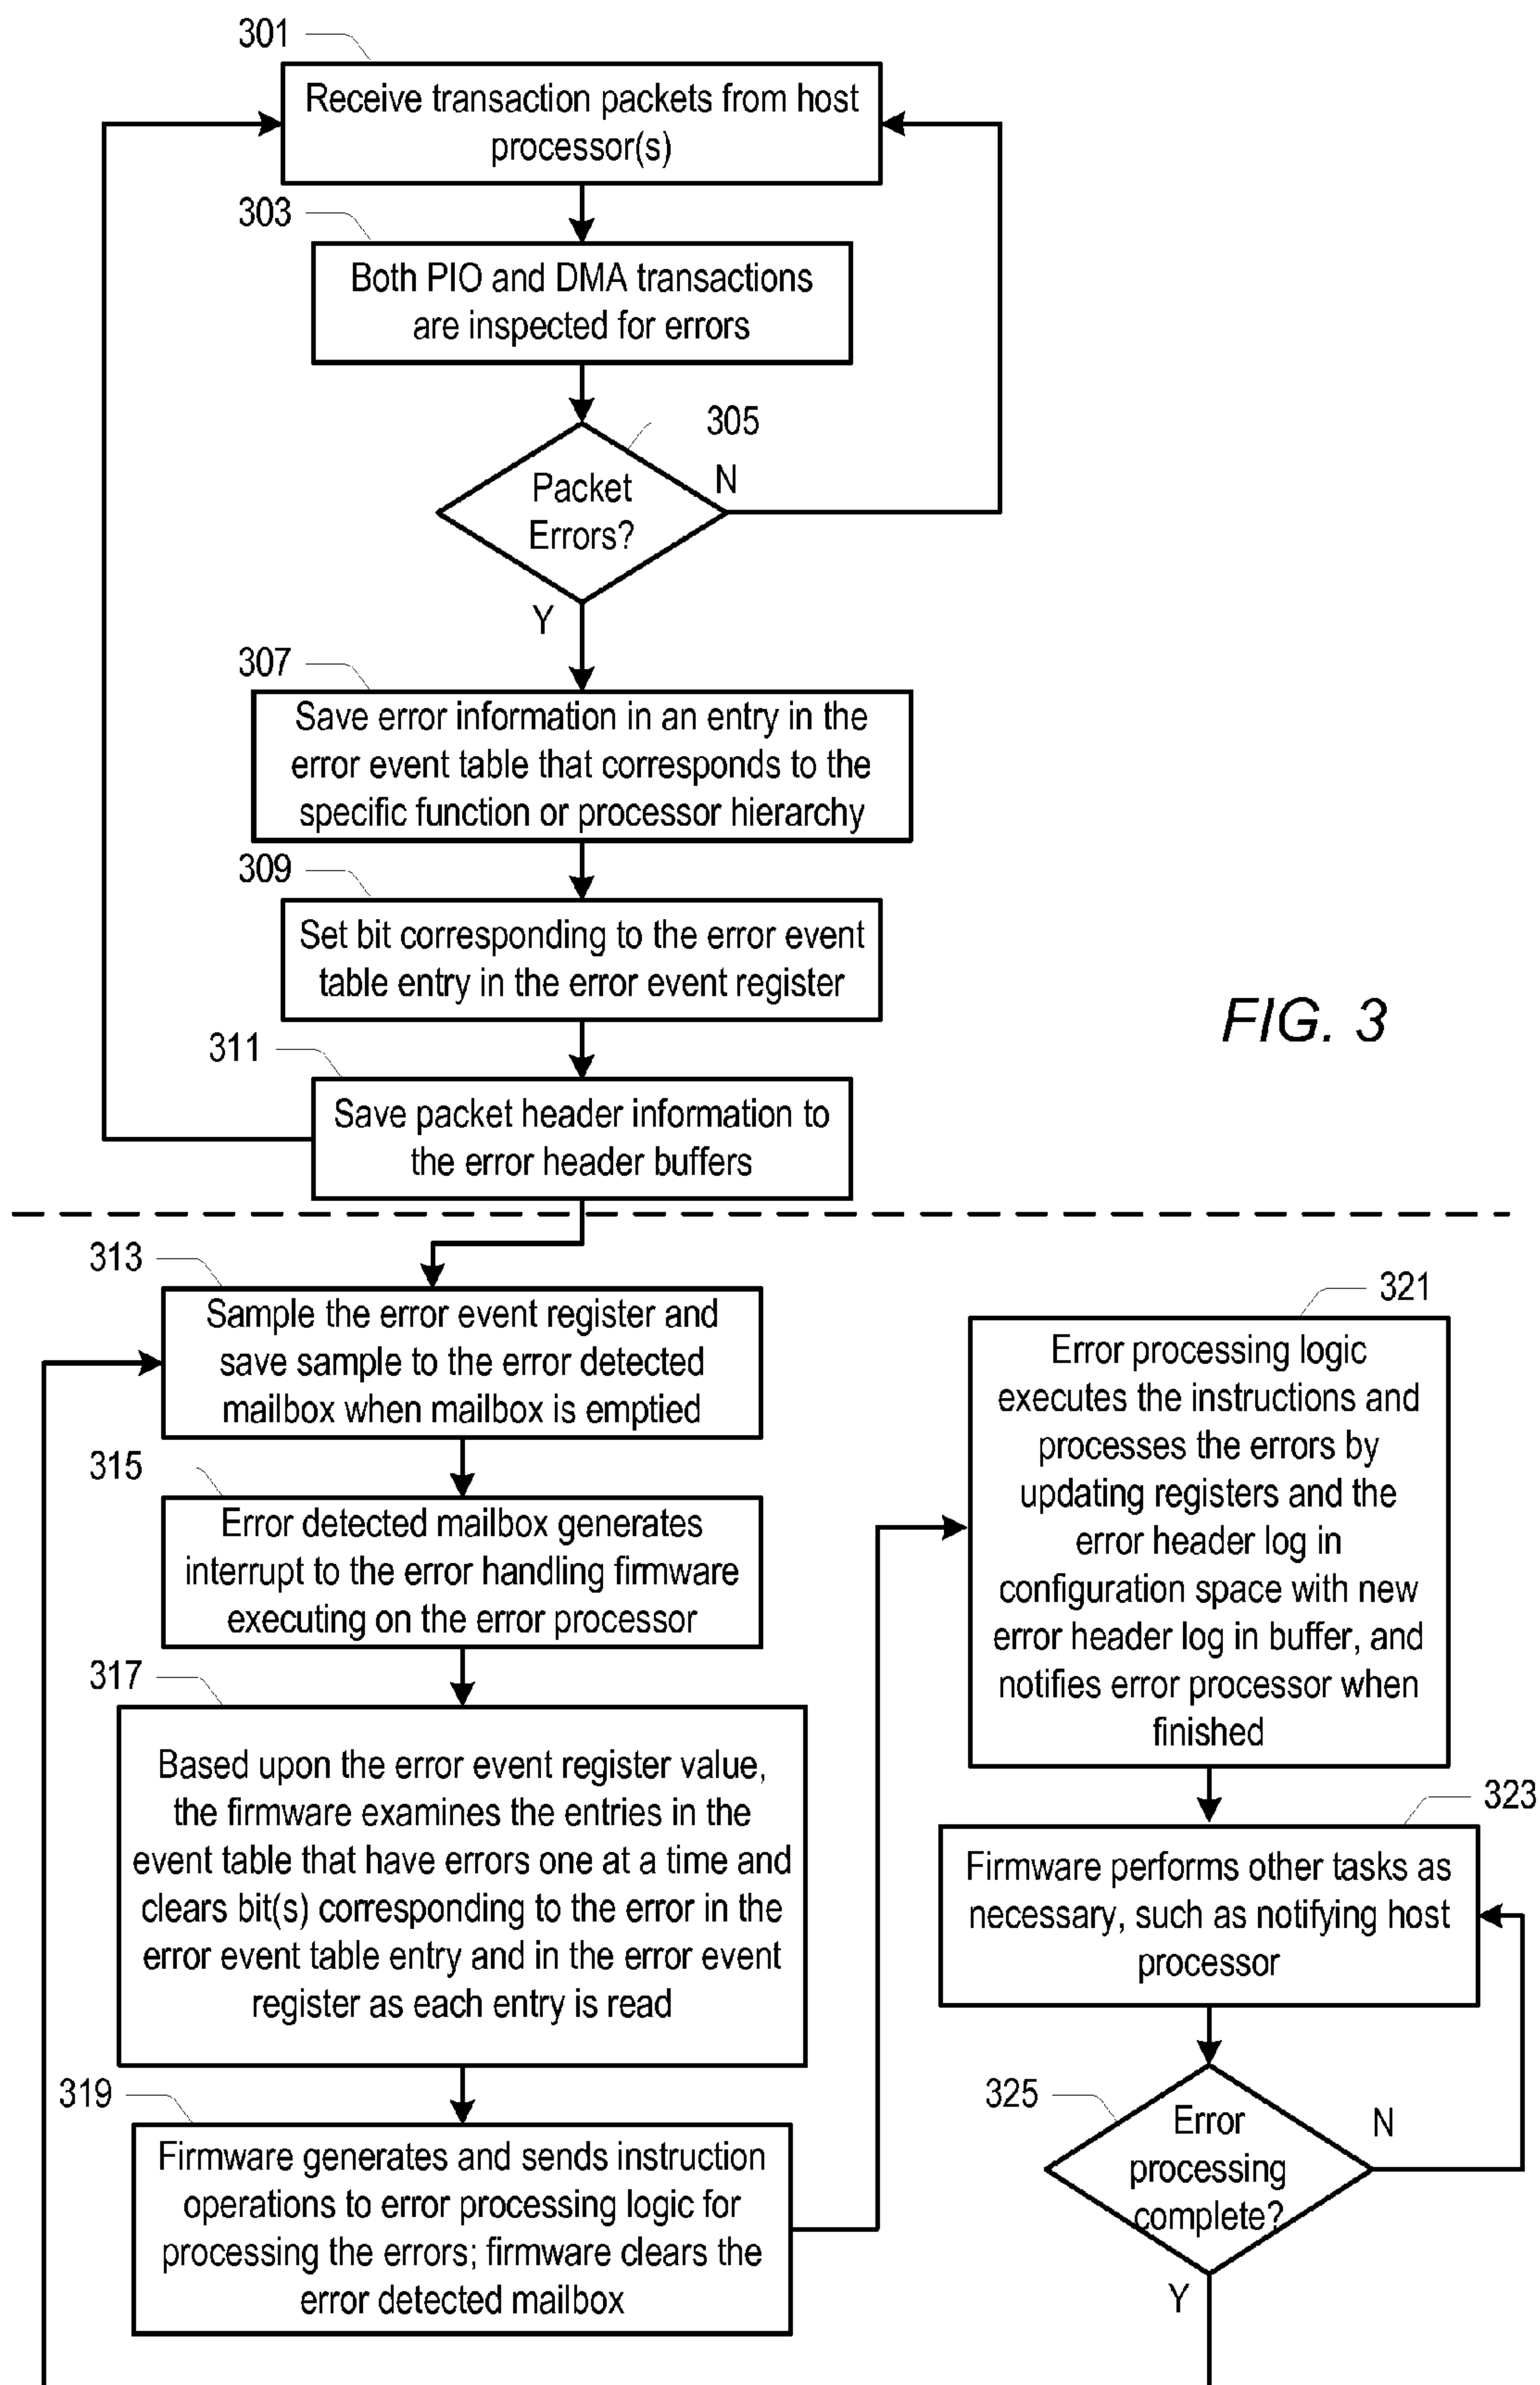 301
Receive transaction packets from host
processor(s)
303
Both PIO and DMA transactions
are inspected for errors
305
Packet
Errors?
N
Y
307
Save error information in an entry in the
error event table that corresponds to the
specific function or processor hierarchy
309
Set bit corresponding to the error event
table entry in the error event register
FIG. 3
311
Save packet header information to
the error header buffers
313
Sample the error event register and
save sample to the error detected
mailbox when mailbox is emptied
315
Error detected mailbox generates
interrupt to the error handling firmware
executing on the error processor
317
Based upon the error event register value,
the firmware examines the entries in the
event table that have errors one at a time and
clears bit(s) corresponding to the error in the
error event table entry and in the error event
register as each entry is read
319
Firmware generates and sends instruction
operations to error processing logic for
processing the errors; firmware clears the
error detected mailbox
321
Error processing logic
executes the instructions and
processes the errors by
updating registers and the
error header log in
configuration space with new
error header log in buffer, and
notifies error processor when
finished
323
Firmware performs other tasks as
necessary, such as notifying host
processor
325
Error
processing
complete?
N
Y